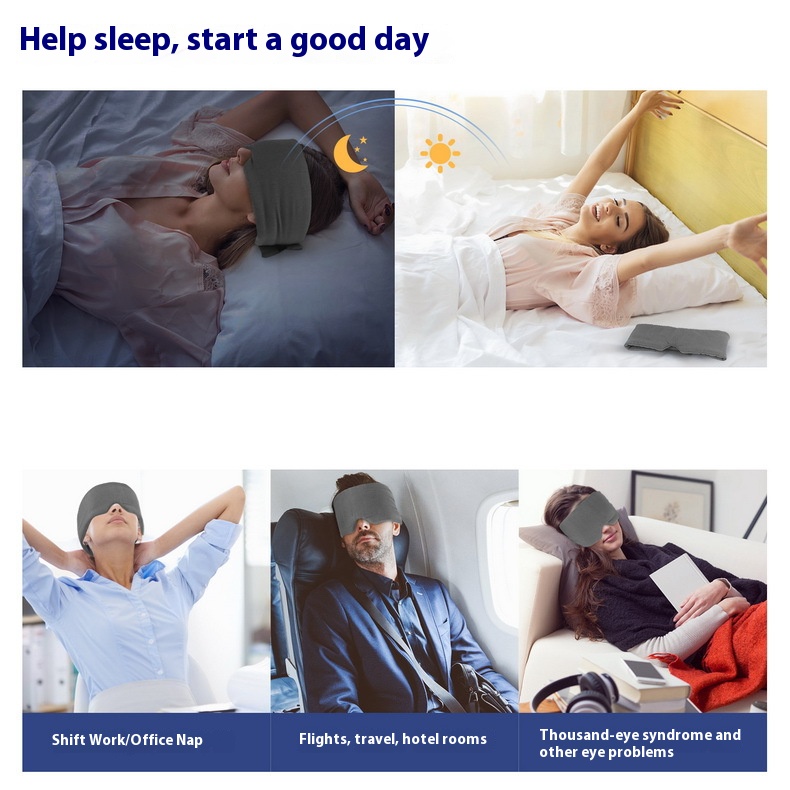 Help sleep, start a good day
Shift Work/Office Nap
Flights, travel, hotel rooms
Thousand-eye syndrome and
other eye problems